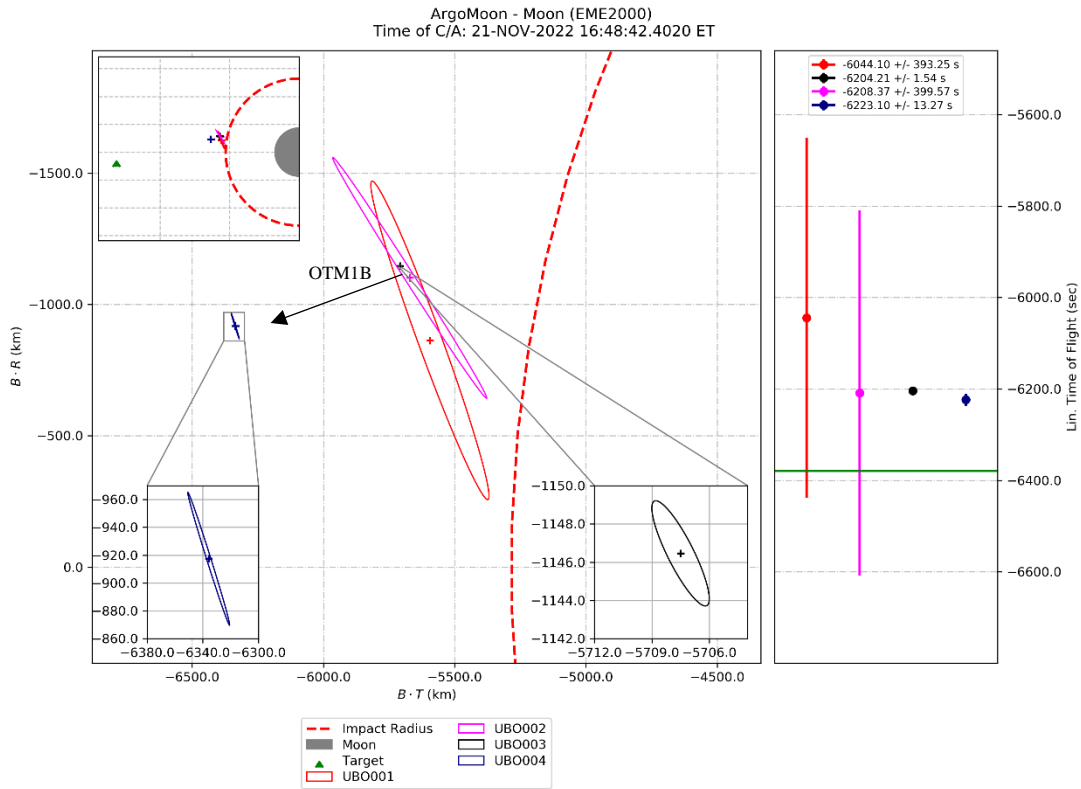 ArgoMoon - Moon (EME2000)
Time of C/A: 21-NOV-2022 16:48:42.4020 ET
-6044.10 +/- 393.25 s
-6204.21 +/- 1.54 s
-6208.37 +/- 399.57 s
-6223.10 +/- 13.27 s
OTM1B
−1500.0
−1000.0
−500.0
0.0
B · R (km)
−6500.0
−6000.0
−5500.0
−5000.0
−4500.0
B · T (km)
−960.0
−940.0
−920.0
−900.0
−880.0
−860.0
−6380.0
−6340.0
−6300.0
−1150.0
−1148.0
−1146.0
−1144.0
−1142.0
−5712.0
−5709.0
−5706.0
−5600.0
−5800.0
−6000.0
−6200.0
−6400.0
−6600.0
Lin. Time of Flight (sec)
Impact Radius
Moon
Target
UBO001
UBO002
UBO003
UBO004